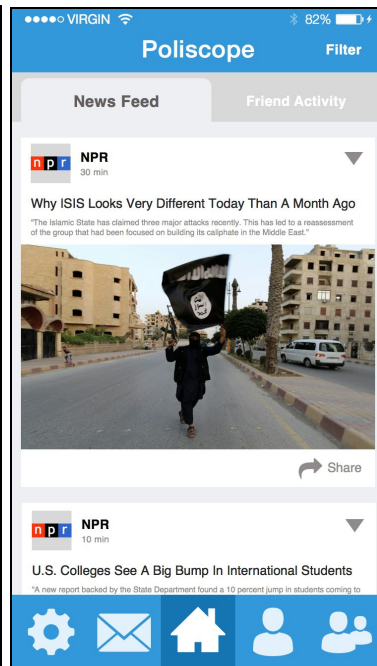 VIRGIN 82%
Poliscope Filter
News Feed Friend Activity
npr NPR
30 min
Why ISIS Looks Very Different Today Than A Month Ago
"The Islamic State has claimed three major attacks recently. This has led to a reassessment
of the group that had been focused on building its caliphate in the Middle East."
Share
npr NPR
10 min
U.S. Colleges See A Big Bump In International Students
"A new report backed by the State Department found a 10 percent jump in students coming to